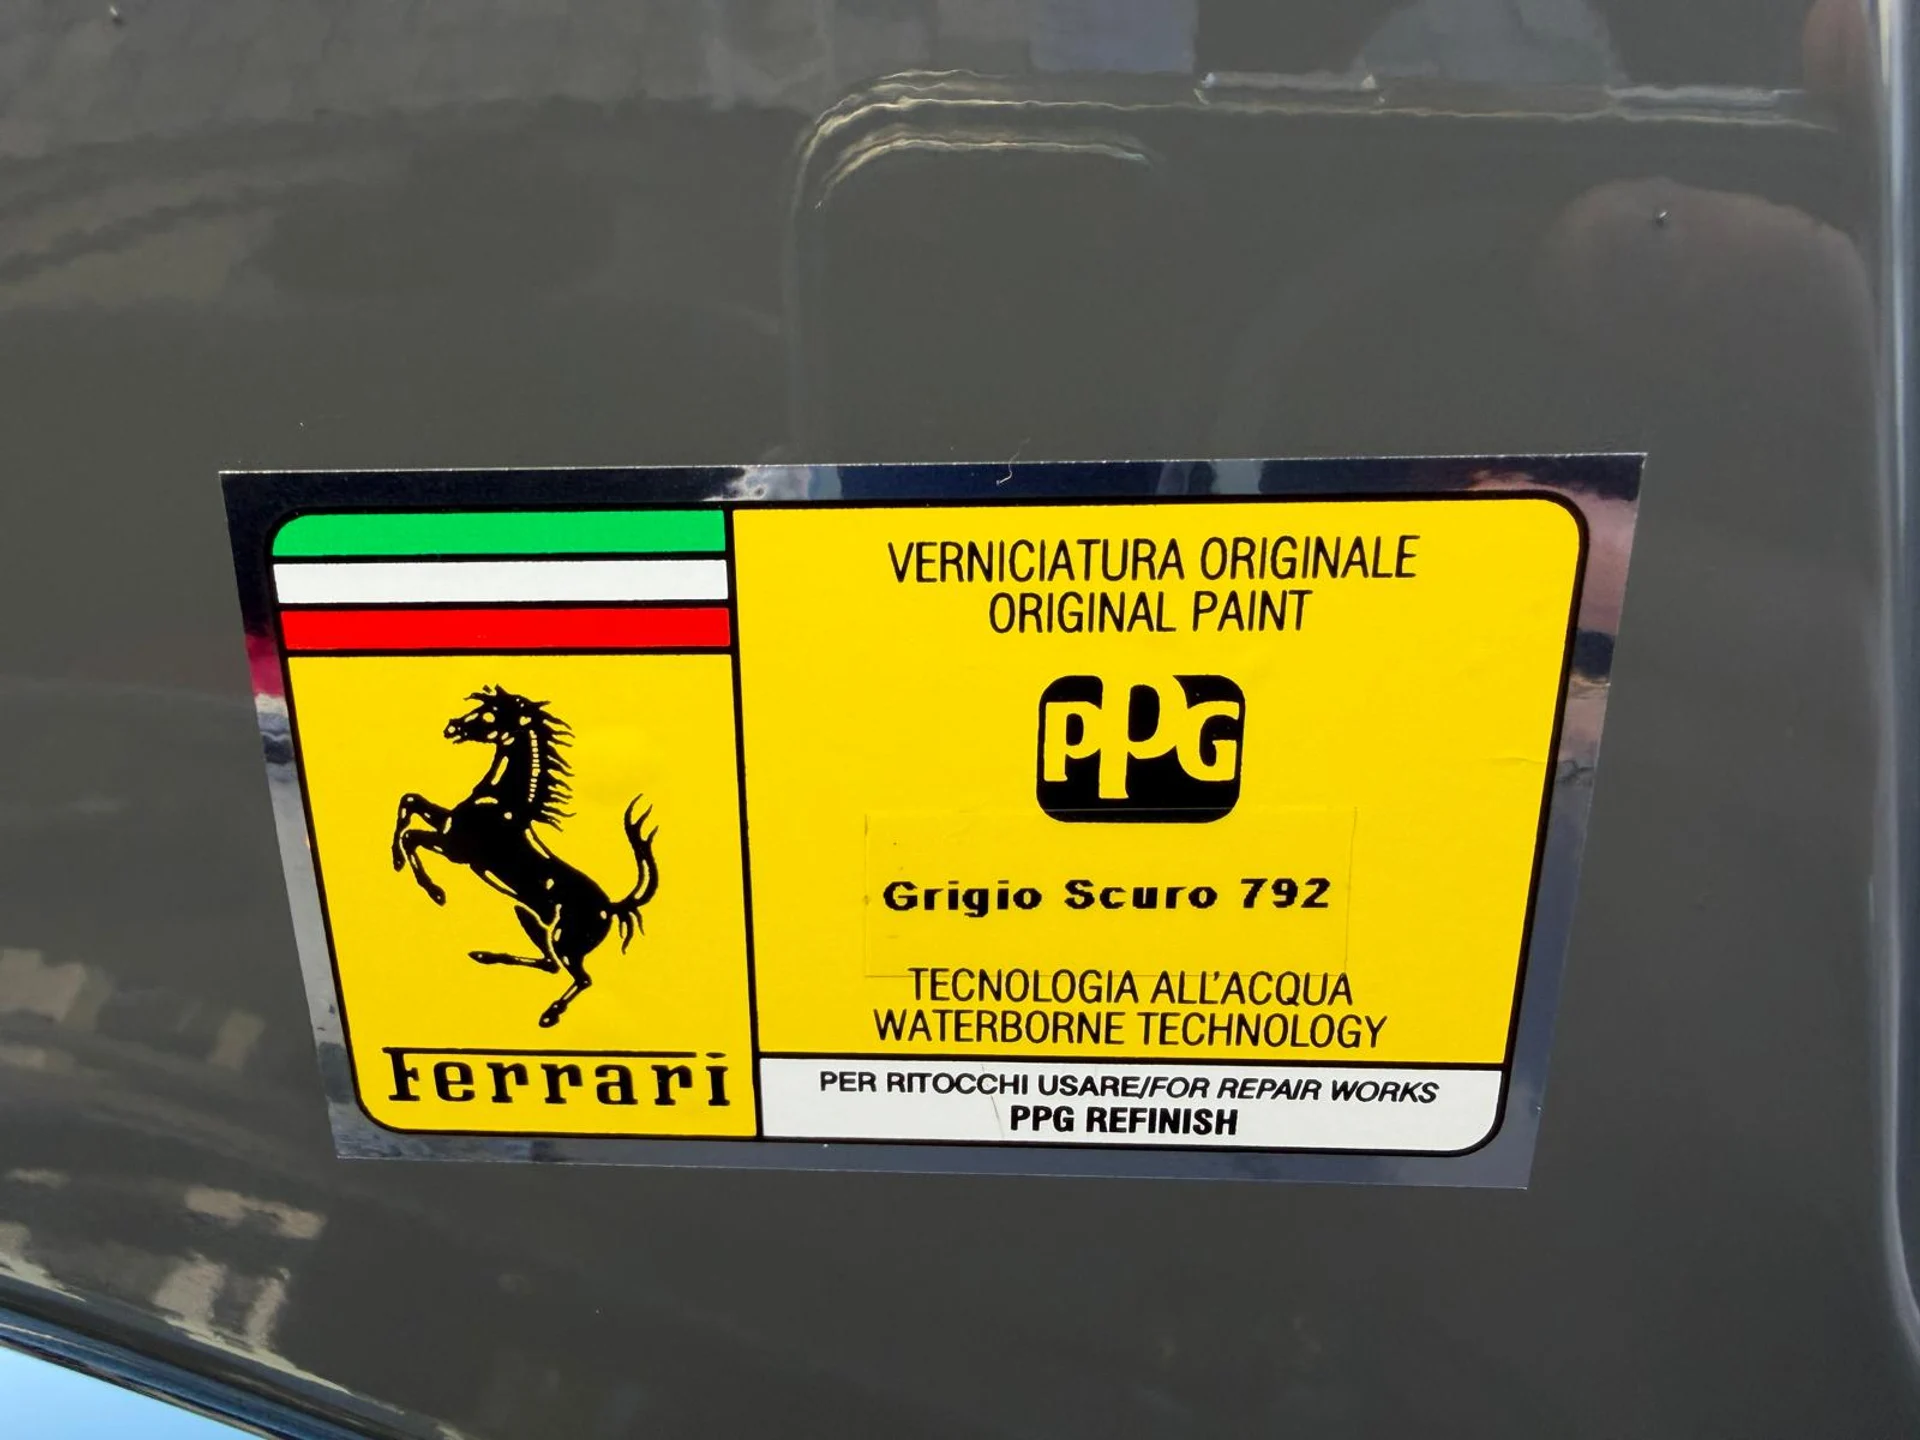 VERNICIATURA ORIGINALE
ORIGINAL PAINT
PPG
Grigio Scuro 792
TECNOLOGIA ALL'ACQUA
WATERBORNE TECHNOLOGY
Ferrari
PER RITOCCHI USARE/FOR REPAIR WORKS
PPG REFINISH